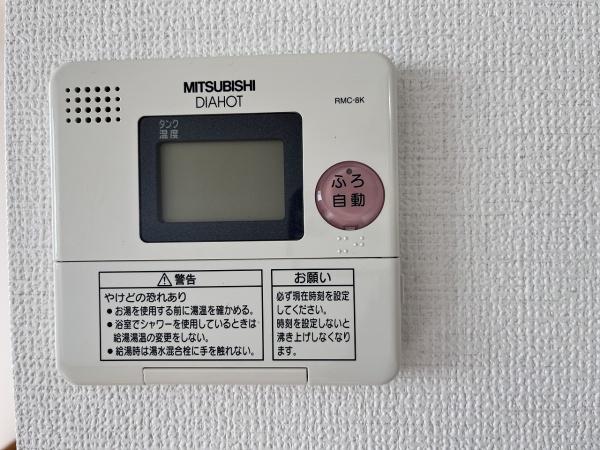 MITSUBISHI
DIAHOT
RMC-8K
タンク
温度
ふろ
自動
⚠警告
やけどの恐れあり
● お湯を使用する前に湯温を確かめる。
● 浴室でシャワーを使用しているときは
給湯温の変更をしない。
● 給湯時は湯水混合栓に手を触れない。
お願い
必ず現在時刻を設定
してください。
時刻を設定しないと
沸き上げしなくなり
ます。